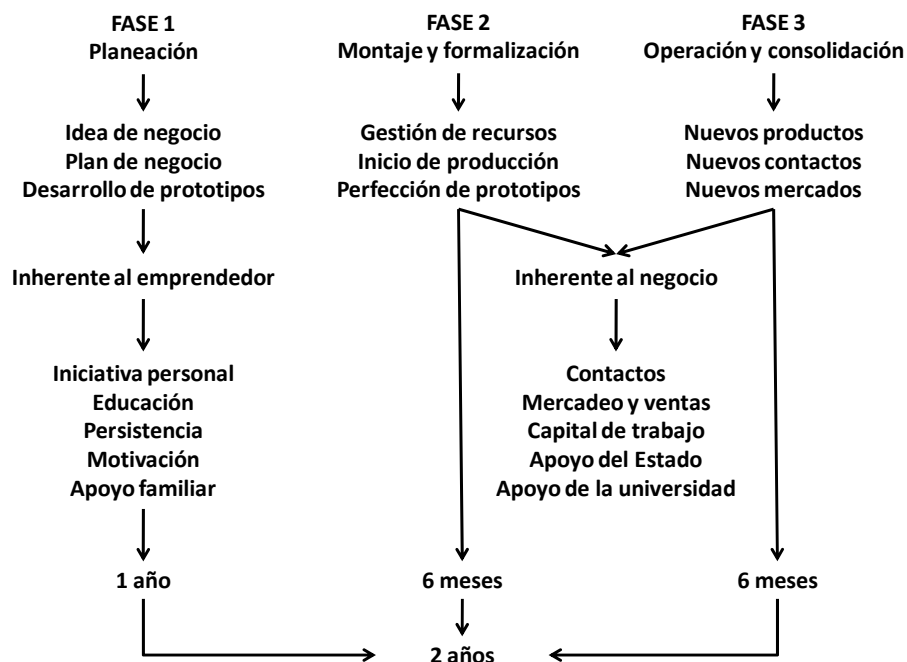 FASE 1
Planeación
Idea de negocio
Plan de negocio
Desarrollo de prototipos
Inherente al emprendedor
Iniciativa personal
Educación
Persistencia
Motivación
Apoyo familiar
1 año
FASE 2
Montaje y formalización
Gestión de recursos
Inicio de producción
Perfección de prototipos
FASE 3
Operación y consolidación
Nuevos productos
Nuevos contactos
Nuevos mercados
Inherente al negocio
Contactos
Mercadeo y ventas
Capital de trabajo
Apoyo del Estado
Apoyo de la universidad
6 meses
6 meses
2 años